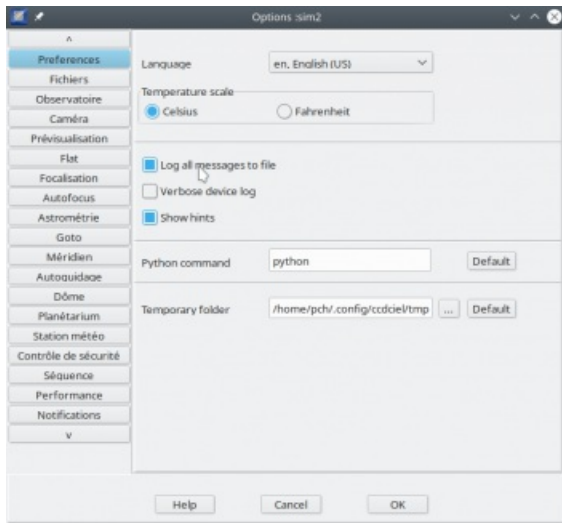 Options :sim2
^
Preferences
Fichiers
Observatoire
Caméra
Prévisualisation
Flat
Focalisation
Autofocus
Astrométrie
Goto
Méridien
Autoguidage
Dôme
Planétarium
Station météo
Contrôle de sécurité
Séquence
Performance
Notifications
v
Language en, English (US)
Temperature scale
Celsius Fahrenheit
Log all messages to file
Verbose device log
Show hints
Python command python Default
Temporary folder /home/pch/.config/ccdciel/tmp ... Default
Help Cancel OK